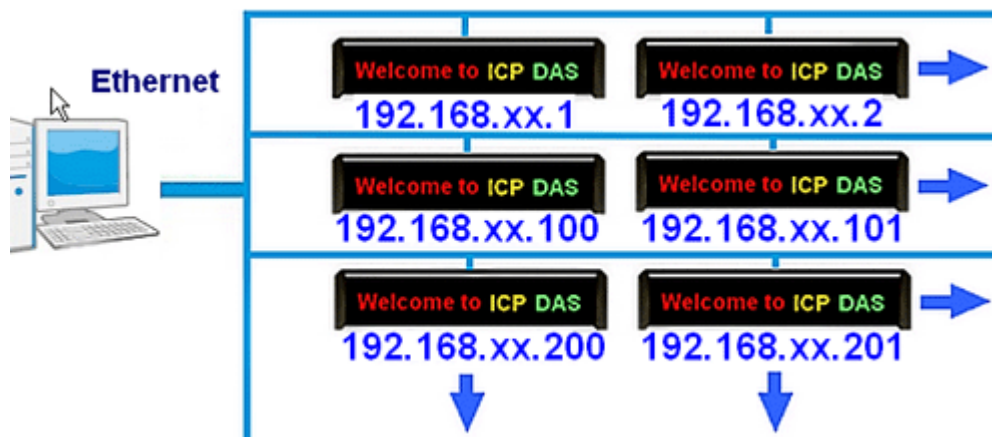 Ethernet
Welcome to ICP DAS
Welcome to ICP DAS
192.168.xx.1
192.168.xx.2
Welcome to ICP DAS
Welcome to ICP DAS
192.168.xx.100
192.168.xx.101
Welcome to ICP DAS
Welcome to ICP DAS
192.168.xx.200
192.168.xx.201